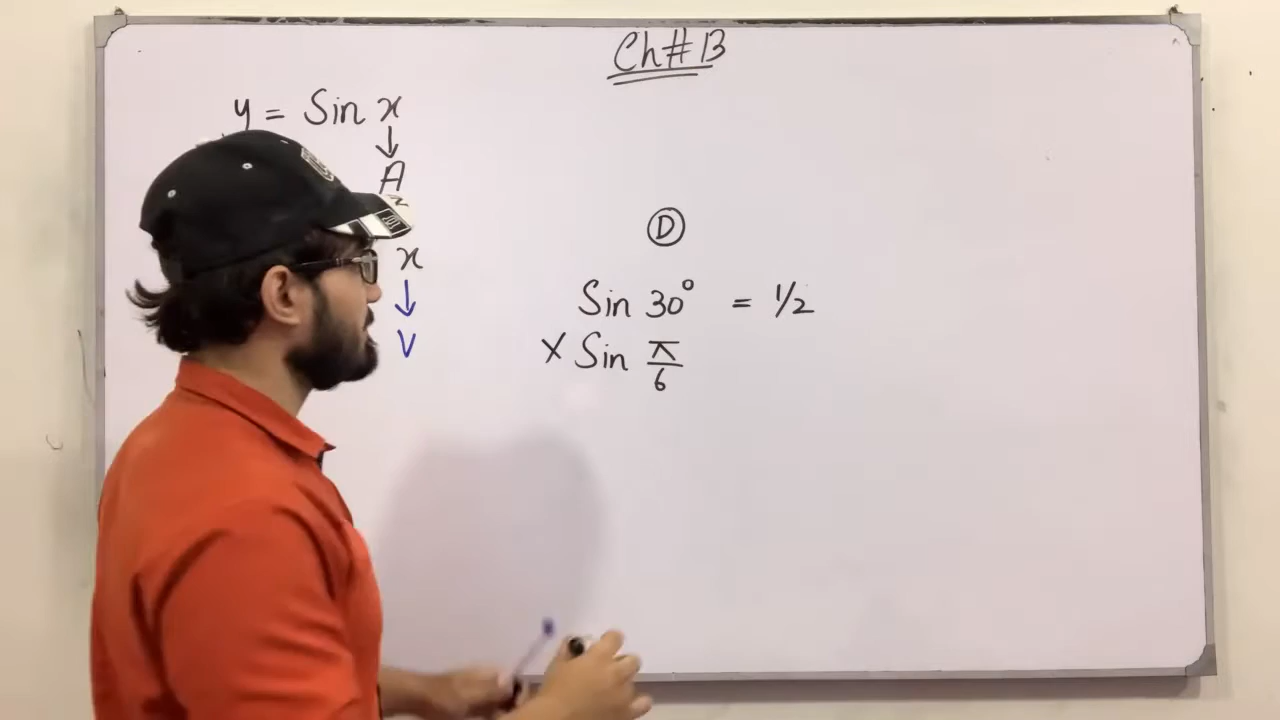 Ch#13
y = Sin x
↓
A
x
↓
V
D
Sin 30° = 1/2
× Sin π/6